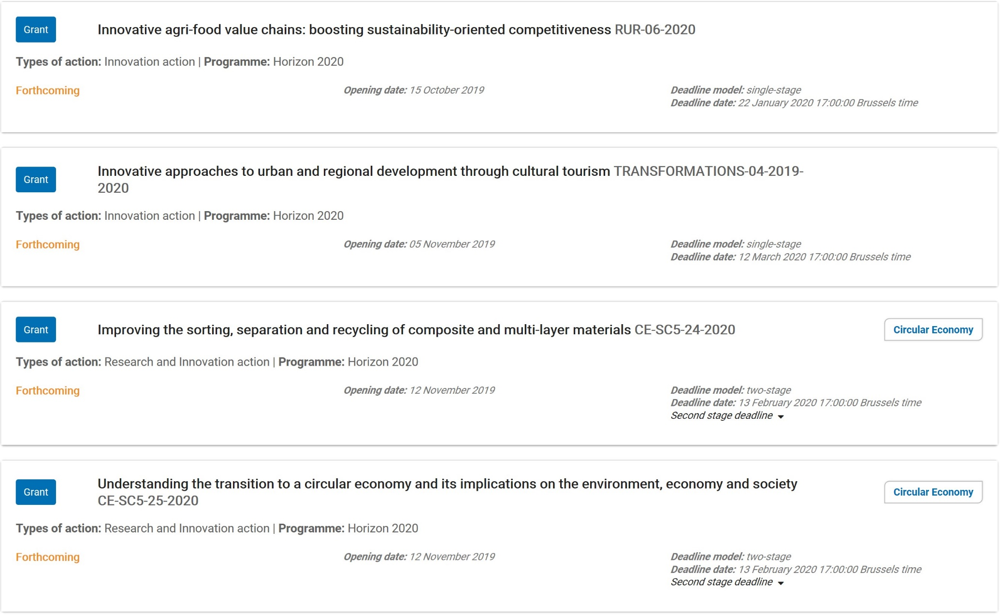 Grant
Innovative agri-food value chains: boosting sustainability-oriented competitiveness RUR-06-2020
Types of action: Innovation action | Programme: Horizon 2020
Forthcoming
Opening date: 15 October 2019
Deadline model: single-stage
Deadline date: 22 January 2020 17:00:00 Brussels time
Grant
Innovative approaches to urban and regional development through cultural tourism TRANSFORMATIONS-04-2019-
2020
Types of action: Innovation action | Programme: Horizon 2020
Forthcoming
Opening date: 05 November 2019
Deadline model: single-stage
Deadline date: 12 March 2020 17:00:00 Brussels time
Grant
Improving the sorting, separation and recycling of composite and multi-layer materials CE-SC5-24-2020
Circular Economy
Types of action: Research and Innovation action | Programme: Horizon 2020
Forthcoming
Opening date: 12 November 2019
Deadline model: two-stage
Deadline date: 13 February 2020 17:00:00 Brussels time
Second stage deadline
Grant
Understanding the transition to a circular economy and its implications on the environment, economy and society
CE-SC5-25-2020
Circular Economy
Types of action: Research and Innovation action | Programme: Horizon 2020
Forthcoming
Opening date: 12 November 2019
Deadline model: two-stage
Deadline date: 13 February 2020 17:00:00 Brussels time
Second stage deadline